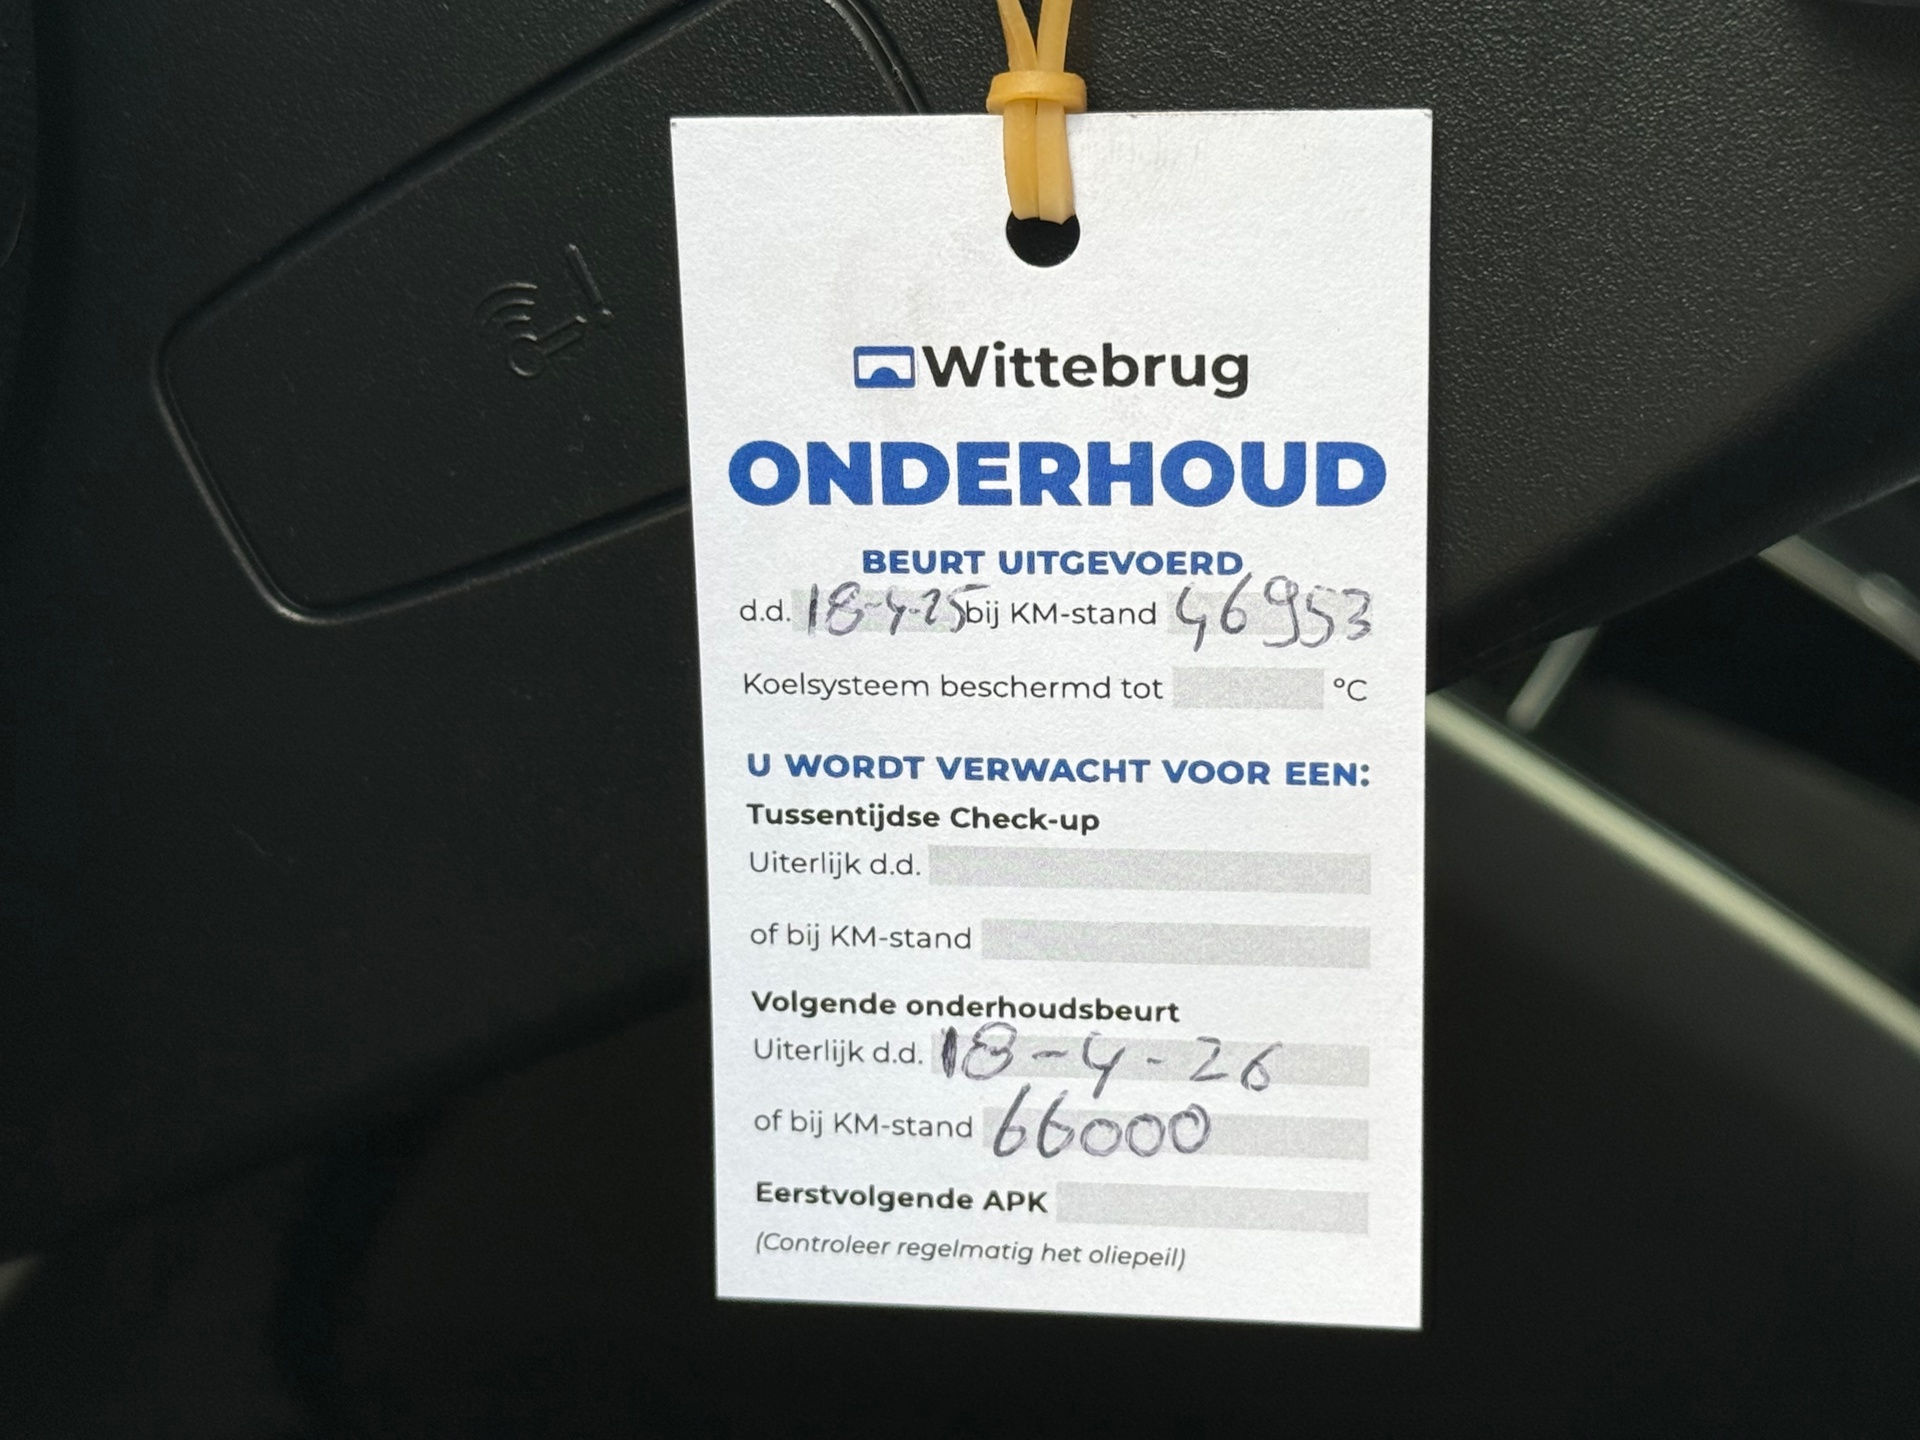 Wittebrug
ONDERHOUD
BEURT UITGEVOERD
d.d. 18-4-25 bij KM-stand 46953
Koelsysteem beschermd tot °C
U WORDT VERWACHT VOOR EEN:
Tussentijdse Check-up
Uiterlijk d.d.
of bij KM-stand
Volgende onderhoudsbeurt
Uiterlijk d.d. 18-4-26
of bij KM-stand 66000
Eerstvolgende APK
(Controleer regelmatig het oliepeil)